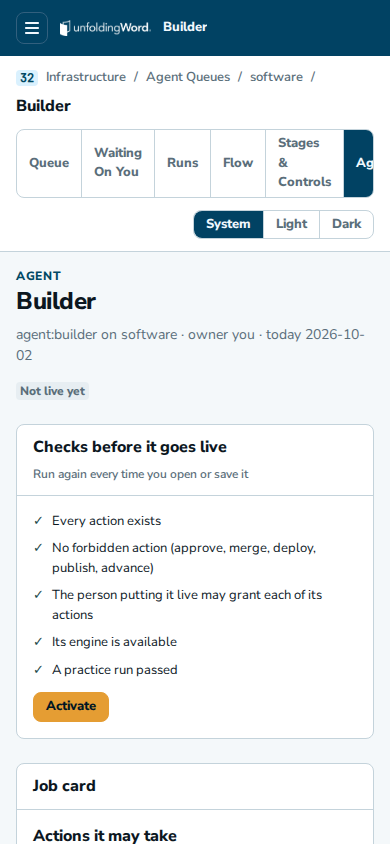 unfoldingWord. Builder
32 Infrastructure / Agent Queues / software /
Builder
Queue
Waiting
On You
Runs
Flow
Stages
&
Controls
Ag
System Light Dark
AGENT
Builder
agent:builder on software · owner you · today 2026-10-
02
Not live yet
Checks before it goes live
Run again every time you open or save it
✓ Every action exists
✓ No forbidden action (approve, merge, deploy,
publish, advance)
✓ The person putting it live may grant each of its
actions
✓ Its engine is available
✓ A practice run passed
Activate
Job card
Actions it may take